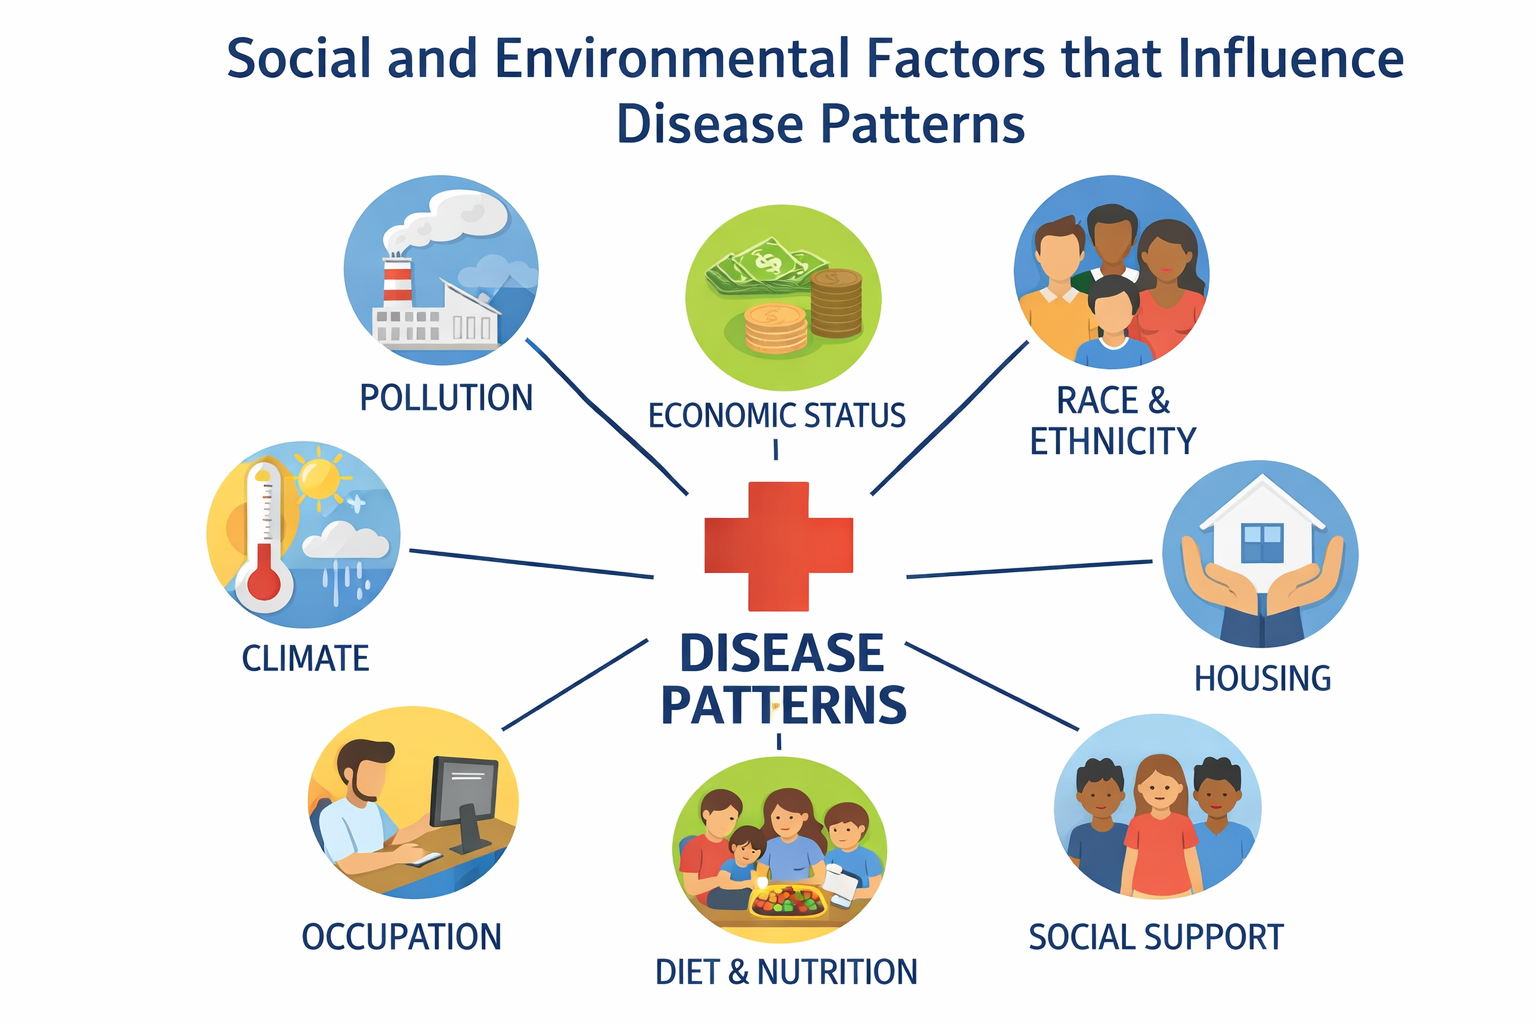 Social and Environmental Factors that Influence
Disease Patterns
POLLUTION
ECONOMIC STATUS
RACE &
ETHNICITY
CLIMATE
DISEASE
PATTERNS
HOUSING
OCCUPATION
DIET & NUTRITION
SOCIAL SUPPORT